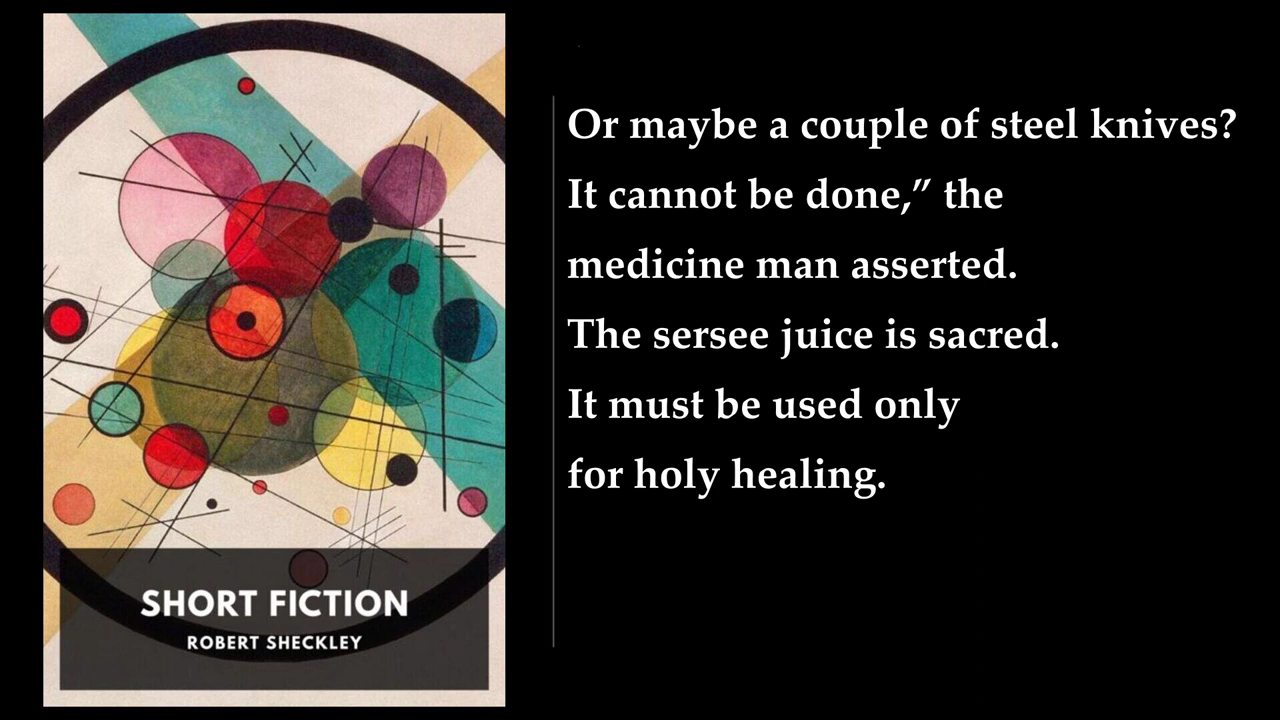 SHORT FICTION
ROBERT SHECKLEY
Or maybe a couple of steel knives?
It cannot be done,” the
medicine man asserted.
The sersee juice is sacred.
It must be used only
for holy healing.